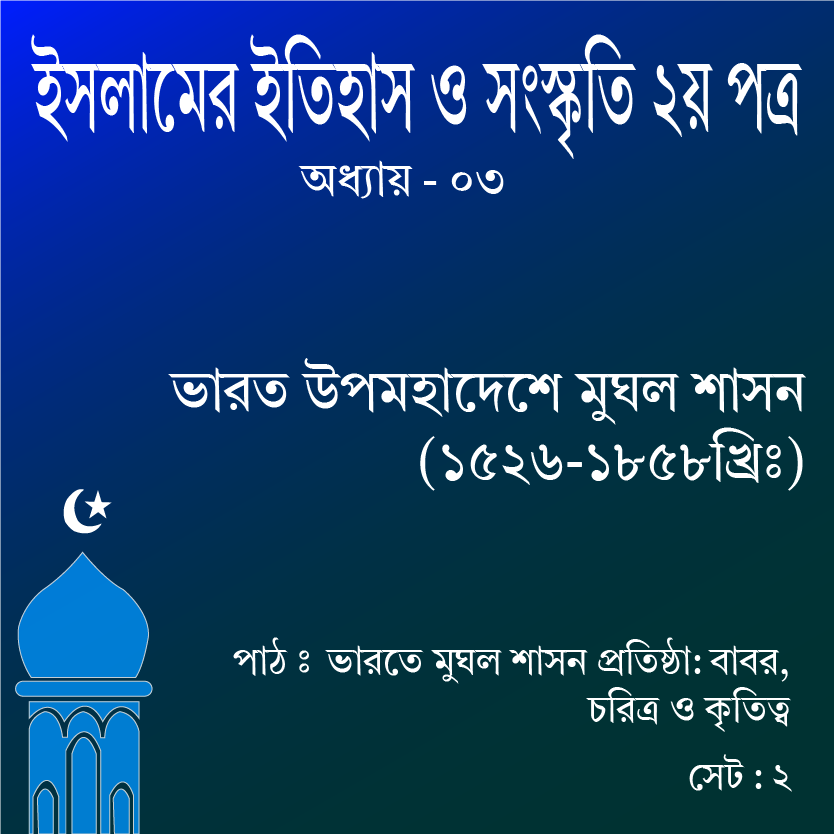 ইসলামের ইতিহাস ও সংস্কৃতি ২য় পত্র
অধ্যায় - ০৩
ভারত উপমহাদেশে মুঘল শাসন
(১৫২৬-১৮৫৮খ্রিঃ)
পাঠ ঃ ভারতে মুঘল শাসন প্রতিষ্ঠা: বাবর,
চরিত্র ও কৃতিত্ব
সেট : ২